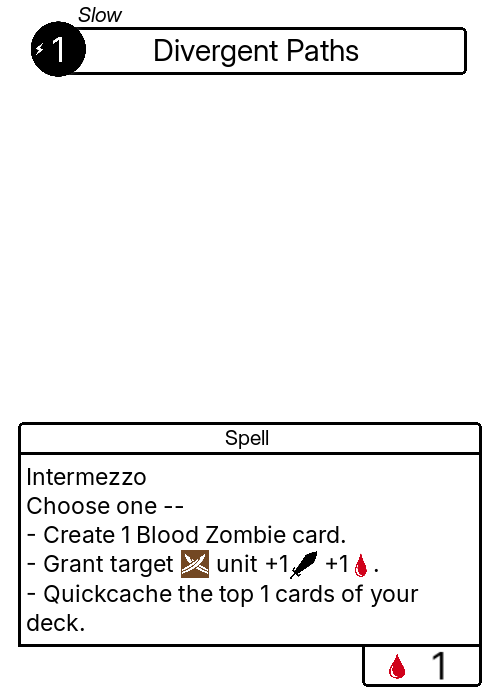 Slow
1
Divergent Paths
Spell
Intermezzo
Choose one --
- Create 1 Blood Zombie card.
- Grant target unit +1 +1 .
- Quickcache the top 1 cards of your
deck.
1